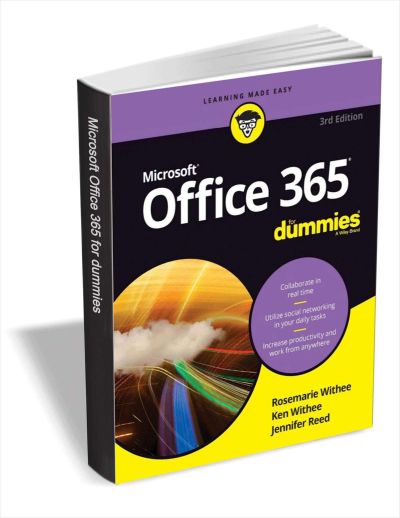 Microsoft Office 365 for dummies
LEARNING MADE EASY
3rd Edition
Microsoft®
Office 365®
for
dummies®
A Wiley Brand
Collaborate in
real time
Utilize social networking
in your daily tasks
Increase productivity and
work from anywhere
Rosemarie Withee
Ken Withee
Jennifer Reed